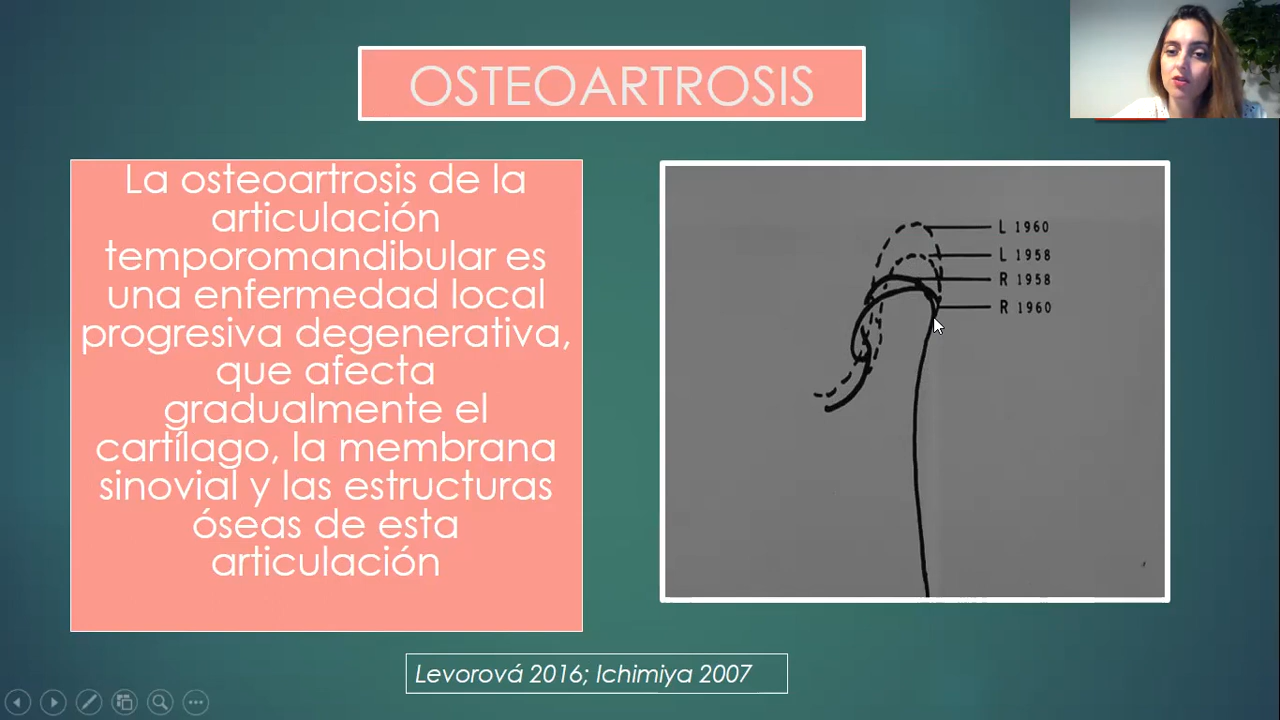 OSTEOARTROSIS
La osteoartrosis de la
articulación
temporomandibular es
una enfermedad local
progresiva degenerativa,
que afecta
gradualmente el
cartílago, la membrana
sinovial y las estructuras
óseas de esta
articulación
L 1960
L 1958
R 1958
R 1960
Levorová 2016; Ichimiya 2007